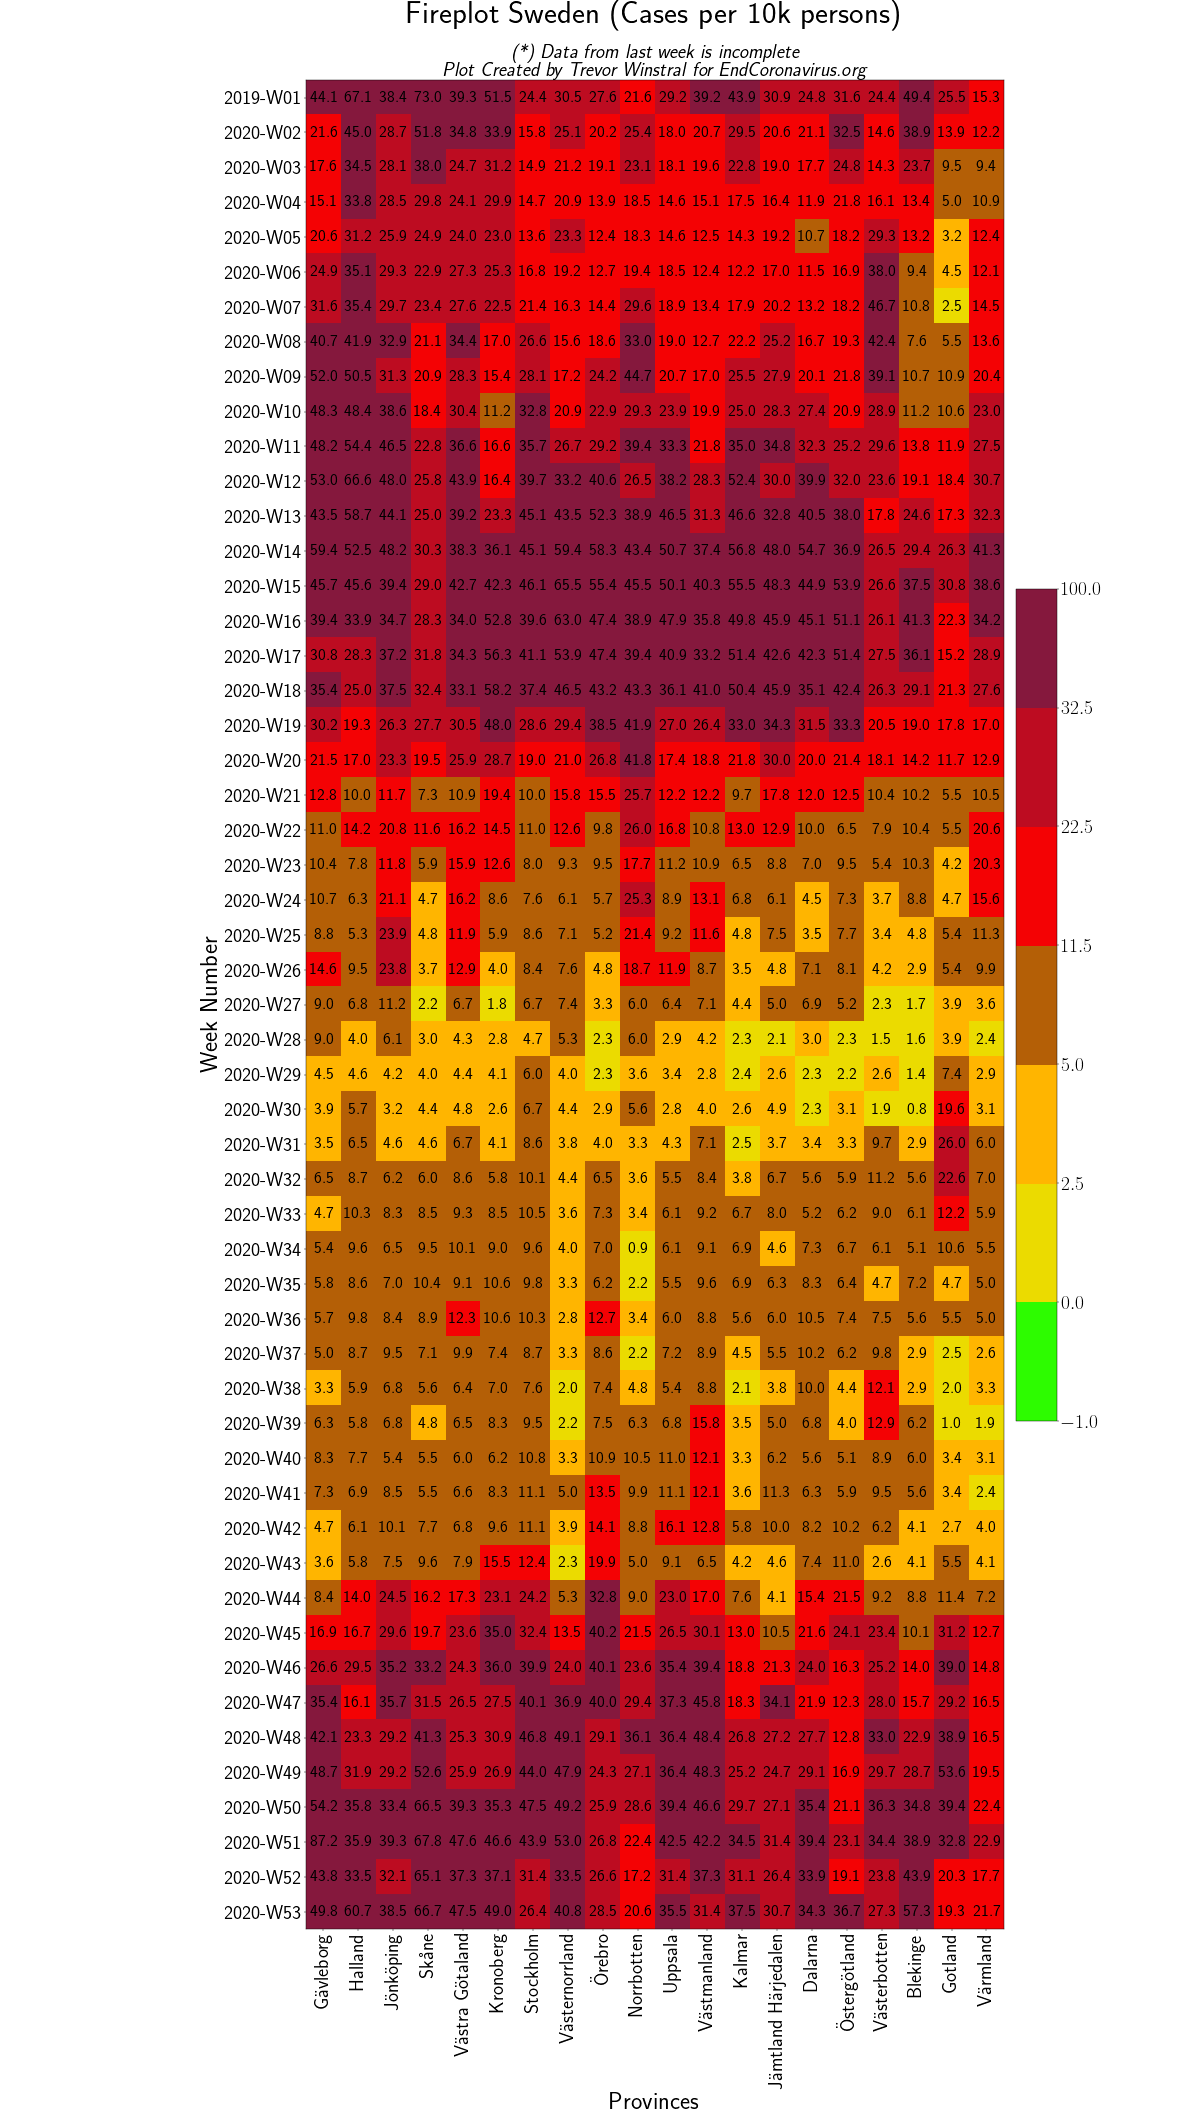 Fireplot Sweden (Cases per 10k persons)
(*) Data from last week is incomplete
Plot Created by Trevor Winstral for EndCoronavirus.org
2019-W01 44.1 67.1 38.4 73.0 39.3 51.5 24.4 30.5 27.6 21.6 29.2 39.2 43.9 30.9 24.8 31.6 24.4 49.4 25.5 15.3
2020-W02 21.6 45.0 28.7 51.8 34.8 33.9 15.8 25.1 20.2 25.4 18.0 20.7 29.5 20.6 21.1 32.5 14.6 38.9 13.9 12.2
2020-W03 17.6 34.5 28.1 38.0 24.7 31.2 14.9 21.2 19.1 23.1 18.1 19.6 22.8 19.0 17.7 24.8 14.3 23.7 9.5 9.4
2020-W04 15.1 33.8 28.5 29.8 24.1 29.9 14.7 20.9 13.9 18.5 14.6 15.1 17.5 16.4 11.9 21.8 16.1 13.4 5.0 10.9
2020-W05 20.6 31.2 25.9 24.9 24.0 23.0 13.6 23.3 12.4 18.3 14.6 12.5 14.3 19.2 10.7 18.2 29.3 13.2 3.2 12.4
2020-W06 24.9 35.1 29.3 22.9 27.3 25.3 16.8 19.2 12.7 19.4 18.5 12.4 12.2 17.0 11.5 16.9 38.0 9.4 4.5 12.1
2020-W07 31.6 35.4 29.7 23.4 27.6 22.5 21.4 16.3 14.4 29.6 18.9 13.4 17.9 20.2 13.2 18.2 46.7 10.8 2.5 14.5
2020-W08 40.7 41.9 32.9 21.1 34.4 17.0 26.6 15.6 18.6 33.0 19.0 12.7 22.2 25.2 16.7 19.3 42.4 7.6 5.5 13.6
2020-W09 52.0 50.5 31.3 20.9 28.3 15.4 28.1 17.2 24.2 44.7 20.7 17.0 25.5 27.9 20.1 21.8 39.1 10.7 10.9 20.4
2020-W10 48.3 48.4 38.6 18.4 30.4 11.2 32.8 20.9 22.9 29.3 23.9 19.9 25.0 28.3 27.4 20.9 28.9 11.2 10.6 23.0
2020-W11 48.2 54.4 46.5 22.8 36.6 16.6 35.7 26.7 29.2 39.4 33.3 21.8 35.0 34.8 32.3 25.2 29.6 13.8 11.9 27.5
2020-W12 53.0 66.6 48.0 25.8 43.9 16.4 39.7 33.2 40.6 26.5 38.2 28.3 52.4 30.0 39.9 32.0 23.6 19.1 18.4 30.7
2020-W13 43.5 58.7 44.1 25.0 39.2 23.3 45.1 43.5 52.3 38.9 46.5 31.3 46.6 32.8 40.5 38.0 17.8 24.6 17.3 32.3
2020-W14 59.4 52.5 48.2 30.3 38.3 36.1 45.1 59.4 58.3 43.4 50.7 37.4 56.8 48.0 54.7 36.9 26.5 29.4 26.3 41.3
2020-W15 45.7 45.6 39.4 29.0 42.7 42.3 46.1 65.5 55.4 45.5 50.1 40.3 55.5 48.3 44.9 53.9 26.6 37.5 30.8 38.6
2020-W16 39.4 33.9 34.7 28.3 34.0 52.8 39.6 63.0 47.4 38.9 47.9 35.8 49.8 45.9 45.1 51.1 26.1 41.3 22.3 34.2
2020-W17 30.8 28.3 37.2 31.8 34.3 56.3 41.1 53.9 47.4 39.4 40.9 33.2 51.4 42.6 42.3 51.4 27.5 36.1 15.2 28.9
2020-W18 35.4 25.0 37.5 32.4 33.1 58.2 37.4 46.5 43.2 43.3 36.1 41.0 50.4 45.9 35.1 42.4 26.3 29.1 21.3 27.6
2020-W19 30.2 19.3 26.3 27.7 30.5 48.0 28.6 29.4 38.5 41.9 27.0 26.4 33.0 34.3 31.5 33.3 20.5 19.0 17.8 17.0
2020-W20 21.5 17.0 23.3 19.5 25.9 28.7 19.0 21.0 26.8 41.8 17.4 18.8 21.8 30.0 20.0 21.4 18.1 14.2 11.7 12.9
2020-W21 12.8 10.0 11.7 7.3 10.9 19.4 10.0 15.8 15.5 25.7 12.2 12.2 9.7 17.8 12.0 12.5 10.4 10.2 5.5 10.5
2020-W22 11.0 14.2 20.8 11.6 16.2 14.5 11.0 12.6 9.8 26.0 16.8 10.8 13.0 12.9 10.0 6.5 7.9 10.4 5.5 20.6
2020-W23 10.4 7.8 11.8 5.9 15.9 12.6 8.0 9.3 9.5 17.7 11.2 10.9 6.5 8.8 7.0 9.5 5.4 10.3 4.2 20.3
2020-W24 10.7 6.3 21.1 4.7 16.2 8.6 7.6 6.1 5.7 25.3 8.9 13.1 6.8 6.1 4.5 7.3 3.7 8.8 4.7 15.6
2020-W25 8.8 5.3 23.9 4.8 11.9 5.9 8.6 7.1 5.2 21.4 9.2 11.6 4.8 7.5 3.5 7.7 3.4 4.8 5.4 11.3
2020-W26 14.6 9.5 23.8 3.7 12.9 4.0 8.4 7.6 4.8 18.7 11.9 8.7 3.5 4.8 7.1 8.1 4.2 2.9 5.4 9.9
2020-W27 9.0 6.8 11.2 2.2 6.7 1.8 6.7 7.4 3.3 6.0 6.4 7.1 4.4 5.0 6.9 5.2 2.3 1.7 3.9 3.6
2020-W28 9.0 4.0 6.1 3.0 4.3 2.8 4.7 5.3 2.3 6.0 2.9 4.2 2.3 2.1 3.0 2.3 1.5 1.6 3.9 2.4
2020-W29 4.5 4.6 4.2 4.0 4.4 4.1 6.0 4.0 2.3 3.6 3.4 2.8 2.4 2.6 2.3 2.2 2.6 1.4 7.4 2.9
2020-W30 3.9 5.7 3.2 4.4 4.8 2.6 6.7 4.4 2.9 5.6 2.8 4.0 2.6 4.9 2.3 3.1 1.9 0.8 19.6 3.1
2020-W31 3.5 6.5 4.6 4.6 6.7 4.1 8.6 3.8 4.0 3.3 4.3 7.1 2.5 3.7 3.4 3.3 9.7 2.9 26.0 6.0
2020-W32 6.5 8.7 6.2 6.0 8.6 5.8 10.1 4.4 6.5 3.6 5.5 8.4 3.8 6.7 5.6 5.9 11.2 5.6 22.6 7.0
2020-W33 4.7 10.3 8.3 8.5 9.3 8.5 10.5 3.6 7.3 3.4 6.1 9.2 6.7 8.0 5.2 6.2 9.0 6.1 12.2 5.9
2020-W34 5.4 9.6 6.5 9.5 10.1 9.0 9.6 4.0 7.0 0.9 6.1 9.1 6.9 4.6 7.3 6.7 6.1 5.1 10.6 5.5
2020-W35 5.8 8.6 7.0 10.4 9.1 10.6 9.8 3.3 6.2 2.2 5.5 9.6 6.9 6.3 8.3 6.4 4.7 7.2 4.7 5.0
2020-W36 5.7 9.8 8.4 8.9 12.3 10.6 10.3 2.8 12.7 3.4 6.0 8.8 5.6 6.0 10.5 7.4 7.5 5.6 5.5 5.0
2020-W37 5.0 8.7 9.5 7.1 9.9 7.4 8.7 3.3 8.6 2.2 7.2 8.9 4.5 5.5 10.2 6.2 9.8 2.9 2.5 2.6
2020-W38 3.3 5.9 6.8 5.6 6.4 7.0 7.6 2.0 7.4 4.8 5.4 8.8 2.1 3.8 10.0 4.4 12.1 2.9 2.0 3.3
2020-W39 6.3 5.8 6.8 4.8 6.5 8.3 9.5 2.2 7.5 6.3 6.8 15.8 3.5 5.0 6.8 4.0 12.9 6.2 1.0 1.9
2020-W40 8.3 7.7 5.4 5.5 6.0 6.2 10.8 3.3 10.9 10.5 11.0 12.1 3.3 6.2 5.6 5.1 8.9 6.0 3.4 3.1
2020-W41 7.3 6.9 8.5 5.5 6.6 8.3 11.1 5.0 13.5 9.9 11.1 12.1 3.6 11.3 6.3 5.9 9.5 5.6 3.4 2.4
2020-W42 4.7 6.1 10.1 7.7 6.8 9.6 11.1 3.9 14.1 8.8 16.1 12.8 5.8 10.0 8.2 10.2 6.2 4.1 2.7 4.0
2020-W43 3.6 5.8 7.5 9.6 7.9 15.5 12.4 2.3 19.9 5.0 9.1 6.5 4.2 4.6 7.4 11.0 2.6 4.1 5.5 4.1
2020-W44 8.4 14.0 24.5 16.2 17.3 23.1 24.2 5.3 32.8 9.0 23.0 17.0 7.6 4.1 15.4 21.5 9.2 8.8 11.4 7.2
2020-W45 16.9 16.7 29.6 19.7 23.6 35.0 32.4 13.5 40.2 21.5 26.5 30.1 13.0 10.5 21.6 24.1 23.4 10.1 31.2 12.7
2020-W46 26.6 29.5 35.2 33.2 24.3 36.0 39.9 24.0 40.1 23.6 35.4 39.4 18.8 21.3 24.0 16.3 25.2 14.0 39.0 14.8
2020-W47 35.4 16.1 35.7 31.5 26.5 27.5 40.1 36.9 40.0 29.4 37.3 45.8 18.3 34.1 21.9 12.3 28.0 15.7 29.2 16.5
2020-W48 42.1 23.3 29.2 41.3 25.3 30.9 46.8 49.1 29.1 36.1 36.4 48.4 26.8 27.2 27.7 12.8 33.0 22.9 38.9 16.5
2020-W49 48.7 31.9 29.2 52.6 25.9 26.9 44.0 47.9 24.3 27.1 36.4 48.3 25.2 24.7 29.1 16.9 29.7 28.7 53.6 19.5
2020-W50 54.2 35.8 33.4 66.5 39.3 35.3 47.5 49.2 25.9 28.6 39.4 46.6 29.7 27.1 35.4 21.1 36.3 34.8 39.4 22.4
2020-W51 87.2 35.9 39.3 67.8 47.6 46.6 43.9 53.0 26.8 22.4 42.5 42.2 34.5 31.4 39.4 23.1 34.4 38.9 32.8 22.9
2020-W52 43.8 33.5 32.1 65.1 37.3 37.1 31.4 33.5 26.6 17.2 31.4 37.3 31.1 26.4 33.9 19.1 23.8 43.9 20.3 17.7
2020-W53 49.8 60.7 38.5 66.7 47.5 49.0 26.4 40.8 28.5 20.6 35.5 31.4 37.5 30.7 34.3 36.7 27.3 57.3 19.3 21.7
Week Number
Gävleborg
Halland
Jönköping
Skåne
Västra Götaland
Kronoberg
Stockholm
Västernorrland
Örebro
Norrbotten
Uppsala
Västmanland
Kalmar
Jämtland Härjedalen
Dalarna
Östergötland
Västerbotten
Blekinge
Gotland
Värmland
Provinces
100.0
32.5
22.5
11.5
5.0
2.5
0.0
−1.0